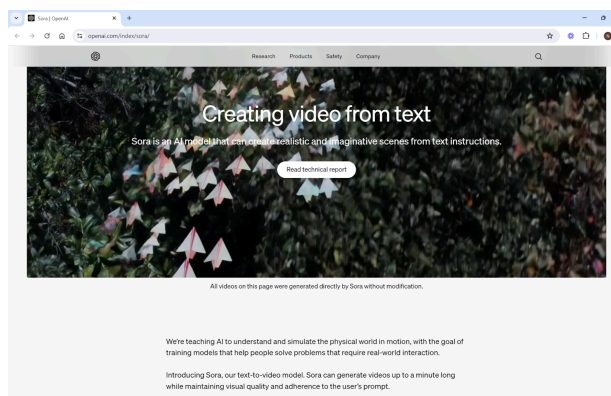 Sora | OpenAI
openai.com/index/sora/
Research Products Safety Company
Creating video from text
Sora is an AI model that can create realistic and imaginative scenes from text instructions.
Read technical report
All videos on this page were generated directly by Sora without modification.
We're teaching AI to understand and simulate the physical world in motion, with the goal of
training models that help people solve problems that require real-world interaction.
Introducing Sora, our text-to-video model. Sora can generate videos up to a minute long
while maintaining visual quality and adherence to the user's prompt.